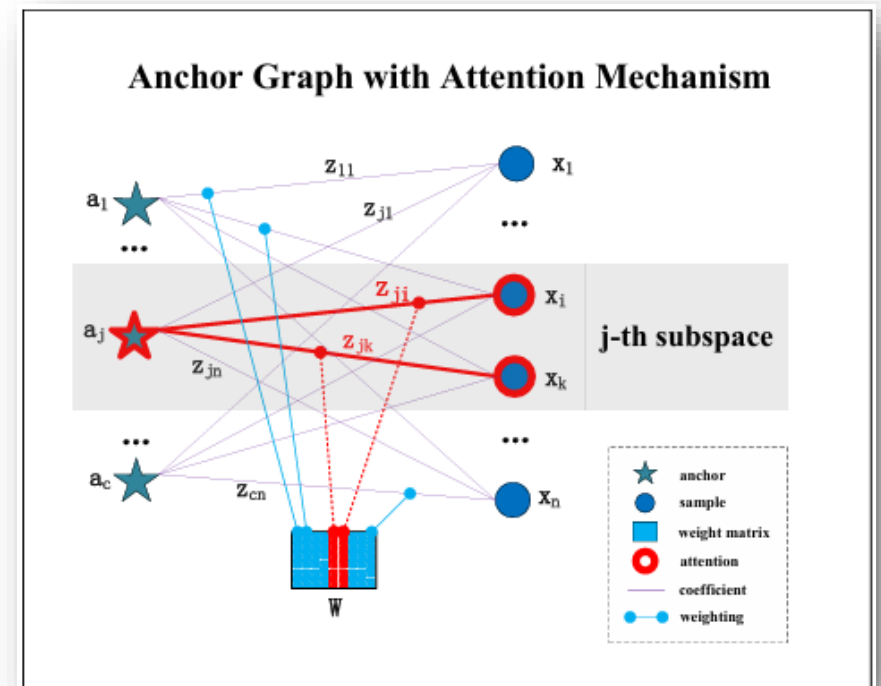 Anchor Graph with Attention Mechanism
z11
x1
a1
zj1
...
...
zji
xi
aj
zjk
j-th subspace
zjn
xk
...
...
ac
zcn
xn
W
anchor
sample
weight matrix
attention
coefficient
weighting